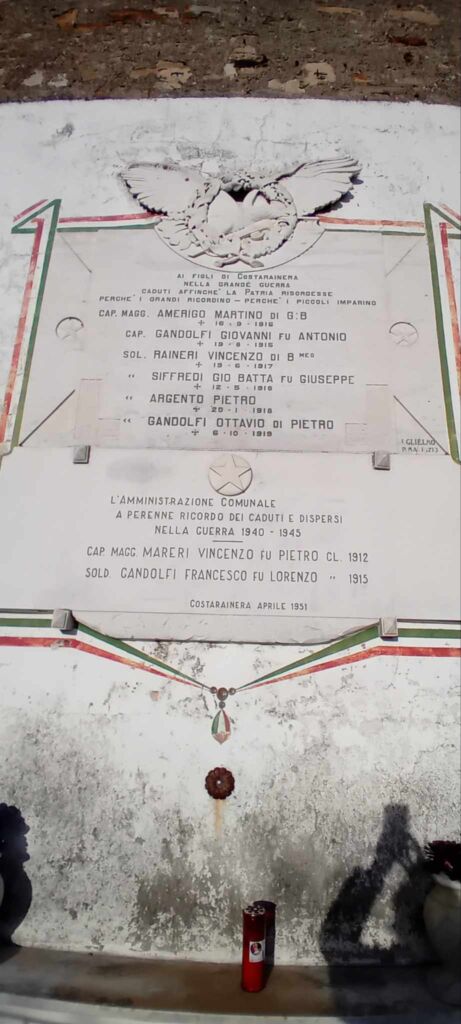 AI FIGLI DI COSTARAINERA
NELLA GRANDE GUERRA
CADUTI AFFINCHE' LA PATRIA RISORGESSE
PERCHE' I GRANDI RICORDINO – PERCHE' I PICCOLI IMPARINO
CAP. MAGG. AMERIGO MARTINO DI G:B
+ 16-9-1916
CAP. GANDOLFI GIOVANNI FU ANTONIO
+ 19-8-1915
SOL. RAINERI VINCENZO DI B MEO
+ 19-6-1917
" SIFFREDI GIO BATTA FU GIUSEPPE
+ 12-5-1916
" ARGENTO PIETRO
+ 20-1-1918
" GANDOLFI OTTAVIO DI PIETRO
+ 6-10-1919
L'AMMINISTRAZIONE COMUNALE
A PERENNE RICORDO DEI CADUTI E DISPERSI
NELLA GUERRA 1940-1945
CAP. MAGG. MARERI VINCENZO FU PIETRO CL. 1912
SOLD. GANDOLFI FRANCESCO FU LORENZO " 1915
COSTARAINERA APRILE 1951